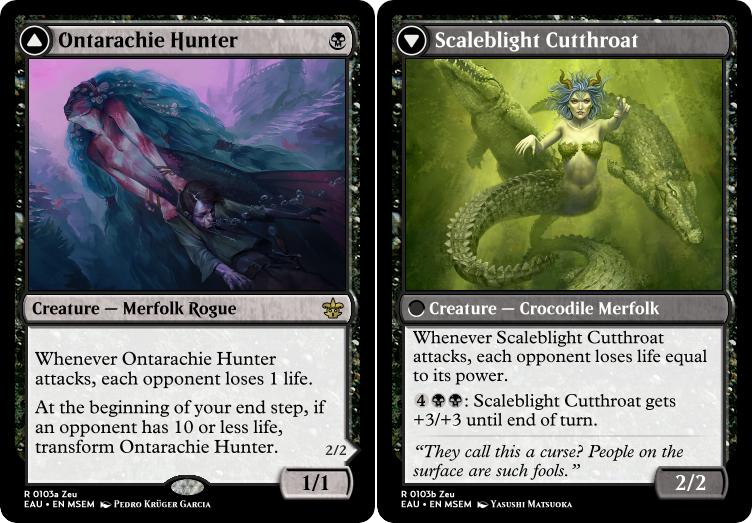 Ontarachie Hunter
Creature — Merfolk Rogue
Whenever Ontarachie Hunter
attacks, each opponent loses 1 life.
At the beginning of your end step, if
an opponent has 10 or less life,
transform Ontarachie Hunter.
2/2
1/1
R 0103a Zeu
EAU • EN MSEM Pedro Krüger Garcia
Scaleblight Cutthroat
Creature — Crocodile Merfolk
Whenever Scaleblight Cutthroat
attacks, each opponent loses life equal
to its power.
4 : Scaleblight Cutthroat gets
+3/+3 until end of turn.
“They call this a curse? People on the
surface are such fools.”
2/2
R 0103b Zeu
EAU • EN MSEM Yasushi Matsuoka